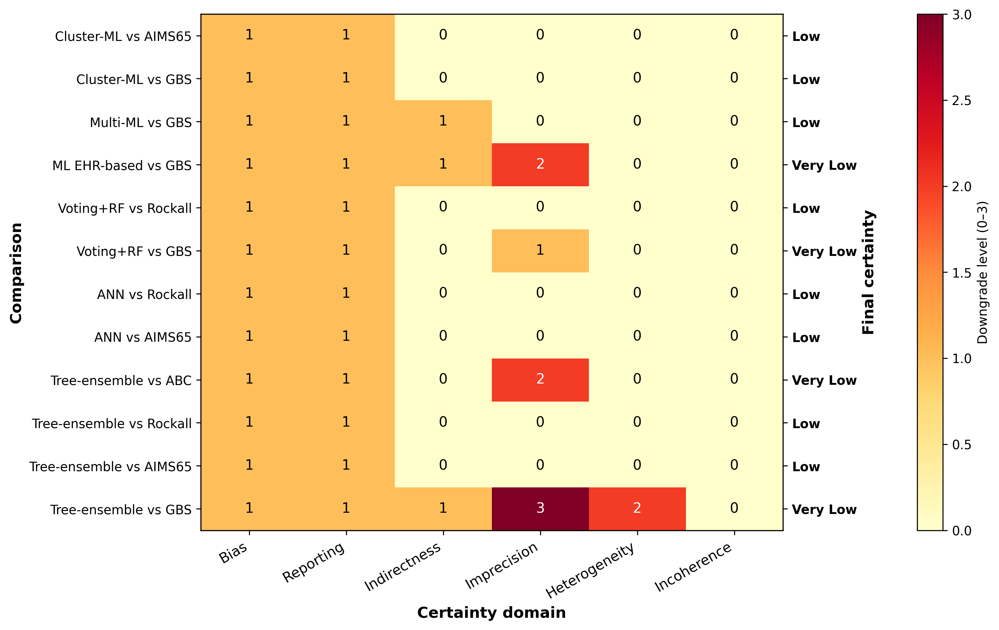 Comparison
Cluster-ML vs AIMS65 1 1 0 0 0 0 Low
Cluster-ML vs GBS 1 1 0 0 0 0 Low
Multi-ML vs GBS 1 1 1 0 0 0 Low
ML EHR-based vs GBS 1 1 1 2 0 0 Very Low
Voting+RF vs Rockall 1 1 0 0 0 0 Low
Voting+RF vs GBS 1 1 0 1 0 0 Very Low
ANN vs Rockall 1 1 0 0 0 0 Low
ANN vs AIMS65 1 1 0 0 0 0 Low
Tree-ensemble vs ABC 1 1 0 2 0 0 Very Low
Tree-ensemble vs Rockall 1 1 0 0 0 0 Low
Tree-ensemble vs AIMS65 1 1 0 0 0 0 Low
Tree-ensemble vs GBS 1 1 1 3 2 0 Very Low
Bias Reporting Indirectness Imprecision Heterogeneity Incoherence
Certainty domain
Final certainty
3.0
2.5
2.0
1.5
1.0
0.5
0.0
Downgrade level (0–3)